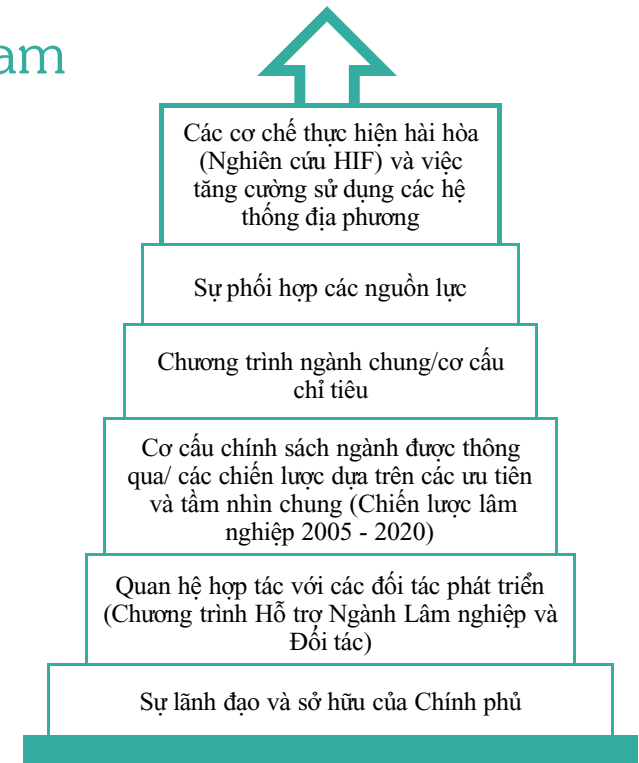 am
Các cơ chế thực hiện hài hòa
(Nghiên cứu HIF) và việc
tăng cường sử dụng các hệ
thống địa phương
Sự phối hợp các nguồn lực
Chương trình ngành chung/cơ cấu
chỉ tiêu
Cơ cấu chính sách ngành được thông
qua/ các chiến lược dựa trên các ưu tiên
và tầm nhìn chung (Chiến lược lâm
nghiệp 2005 - 2020)
Quan hệ hợp tác với các đối tác phát triển
(Chương trình Hỗ trợ Ngành Lâm nghiệp và
Đối tác)
Sự lãnh đạo và sở hữu của Chính phủ